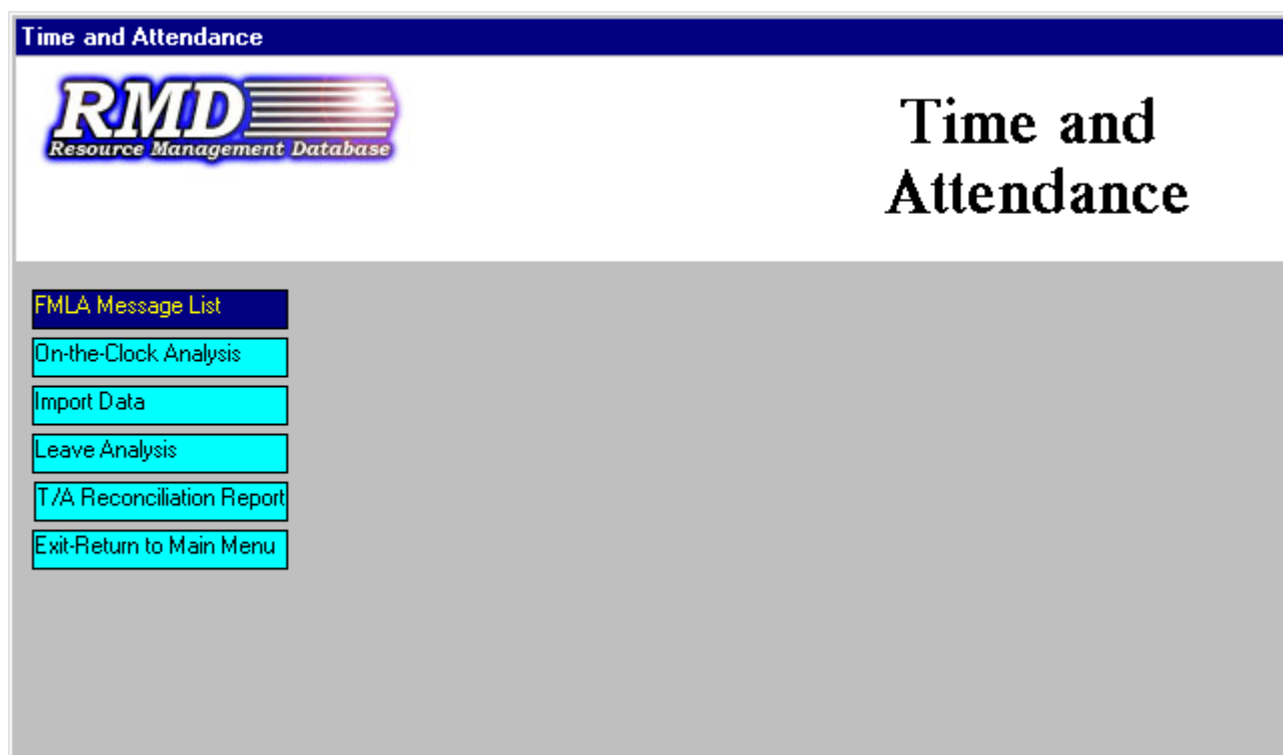 Time and Attendance
RMD
Resource Management Database
Time and
Attendance
FMLA Message List
On-the-Clock Analysis
Import Data
Leave Analysis
T/A Reconciliation Report
Exit-Return to Main Menu